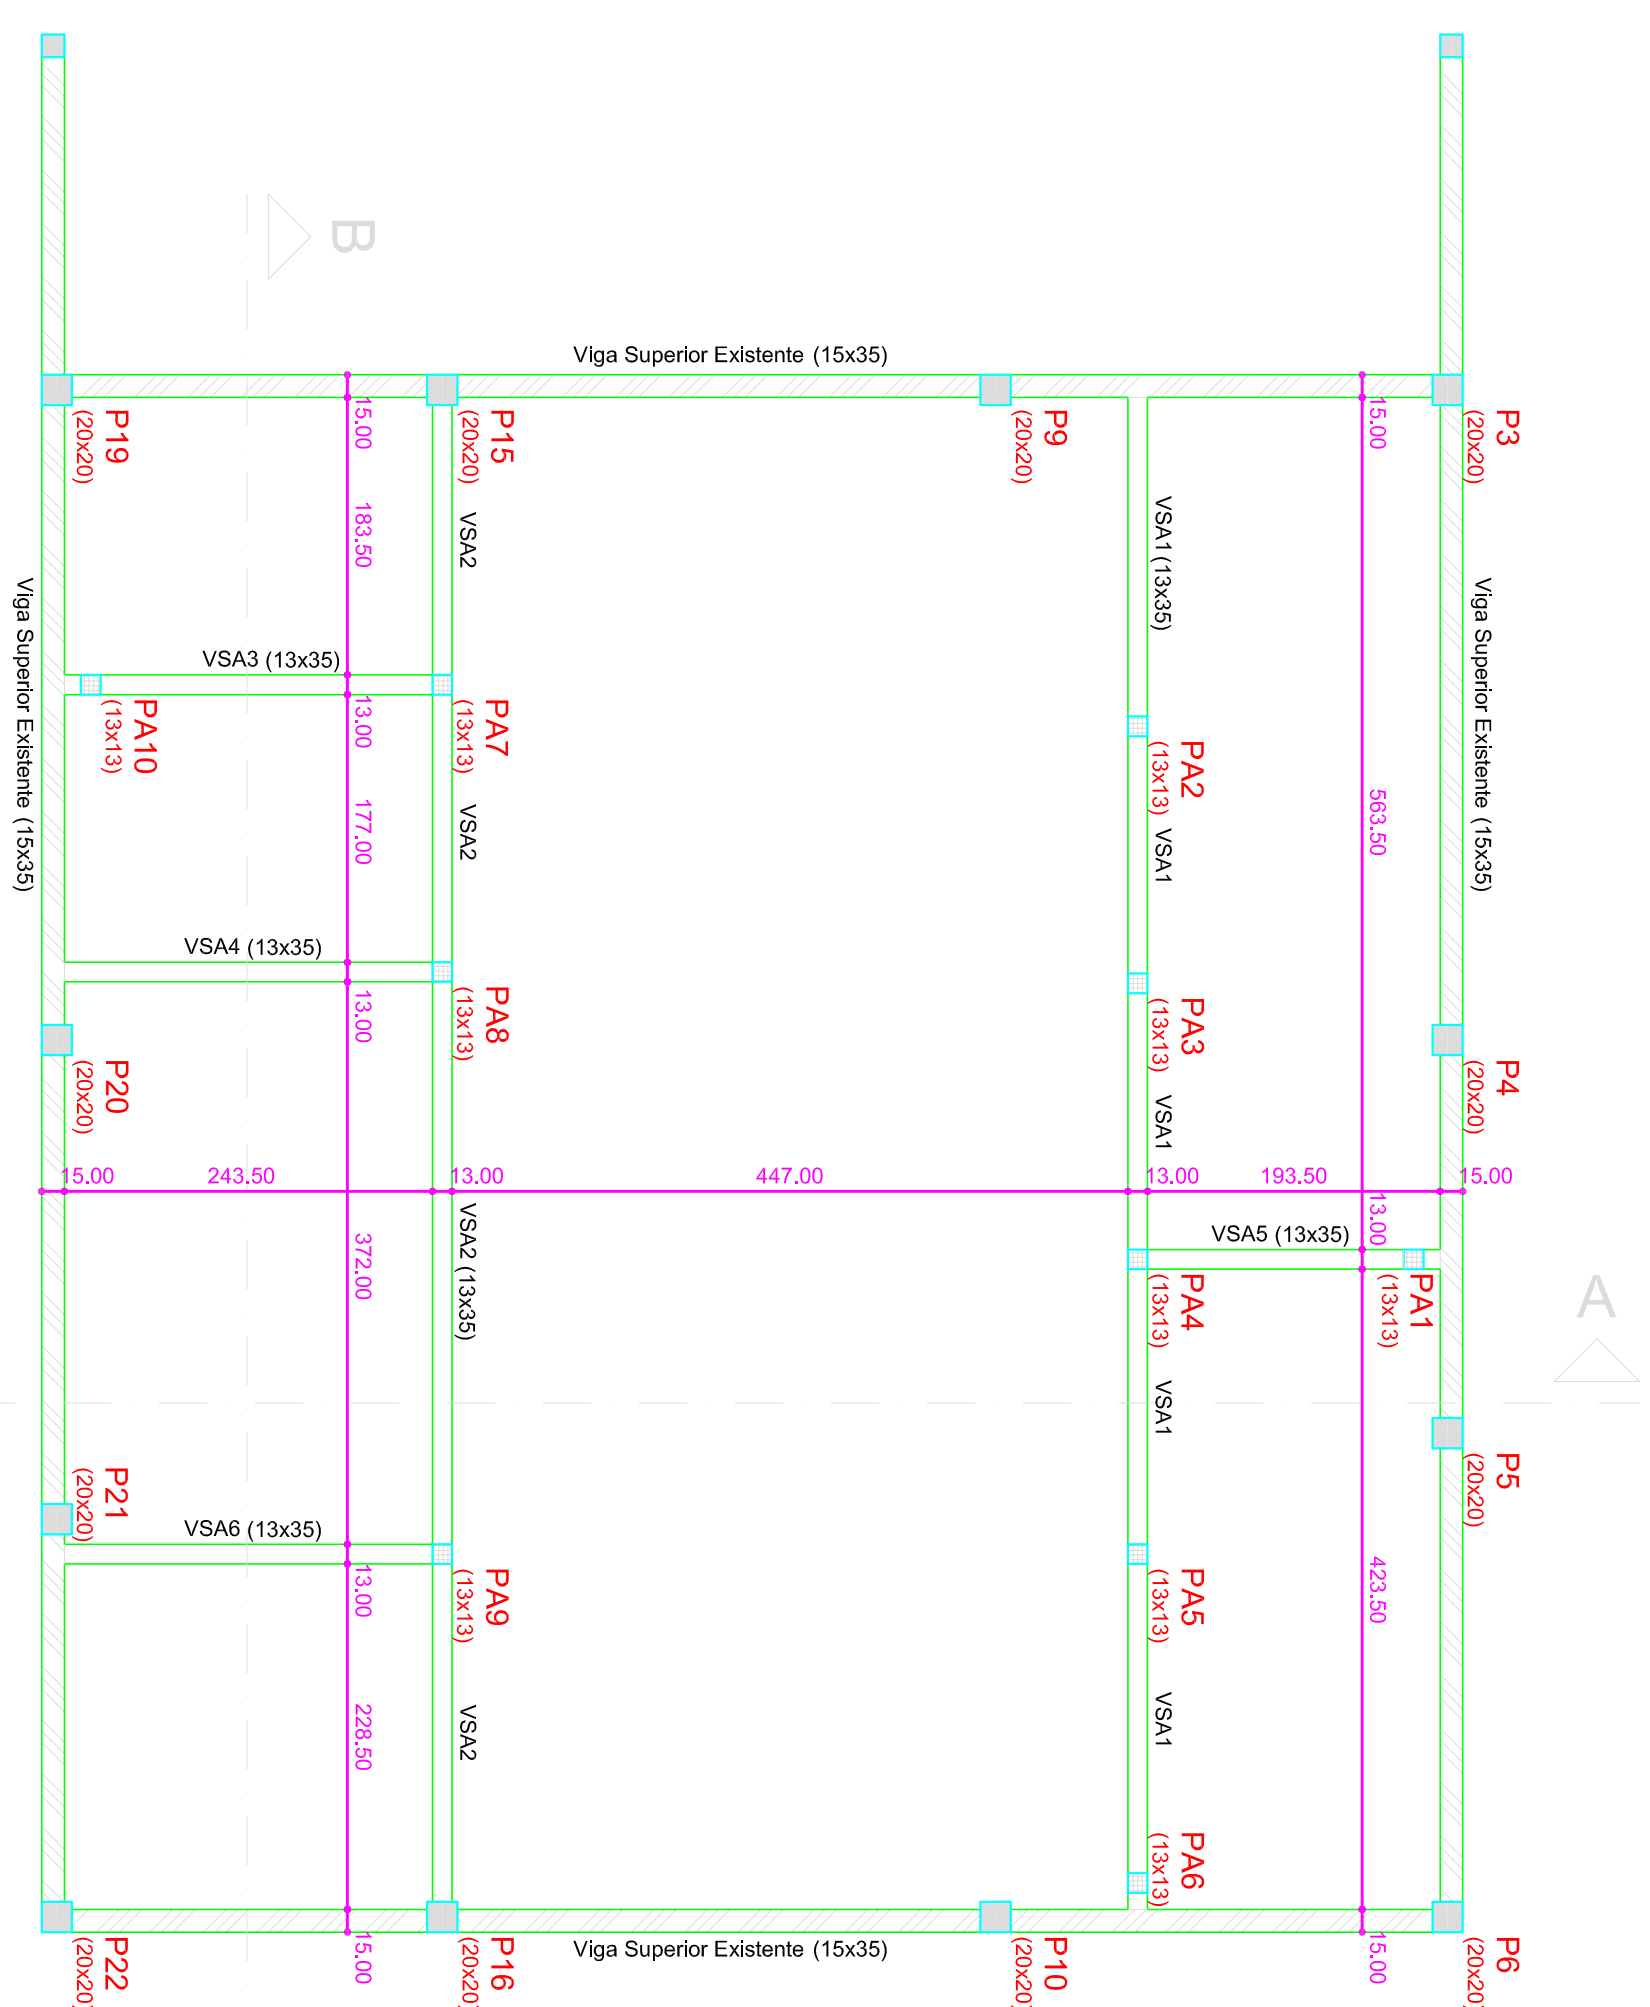 B
Viga Superior Existente (15x35)
P19
(20x20)
15.00
P15
(20x20)
P9
(20x20)
15.00
P3
(20x20)
183.50
VSA2
VSA1 (13x35)
Viga Superior Existente (15x35)
Viga Superior Existente (15x35)
VSA3 (13x35)
PA10
(13x13)
13.00
PA7
(13x13)
PA2
(13x13)
177.00
VSA2
VSA1
563.50
VSA4 (13x35)
13.00
PA8
(13x13)
PA3
(13x13)
P20
(20x20)
P4
(20x20)
VSA1
15.00
243.50
13.00
447.00
13.00
193.50
15.00
372.00
VSA2 (13x35)
13.00
VSA5 (13x35)
PA4
(13x13)
PA1
(13x13)
A
VSA1
P21
(20x20)
P5
(20x20)
VSA6 (13x35)
13.00
PA9
(13x13)
PA5
(13x13)
423.50
228.50
VSA2
VSA1
PA6
(13x13)
Viga Superior Existente (15x35)
P22
(20x20)
15.00
P16
(20x20)
P10
(20x20)
15.00
P6
(20x20)